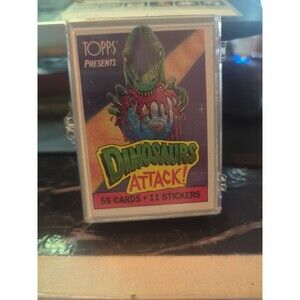 TOPPS
PRESENTS
DINOSAURS
ATTACK!
55 CARDS • 11 STICKERS